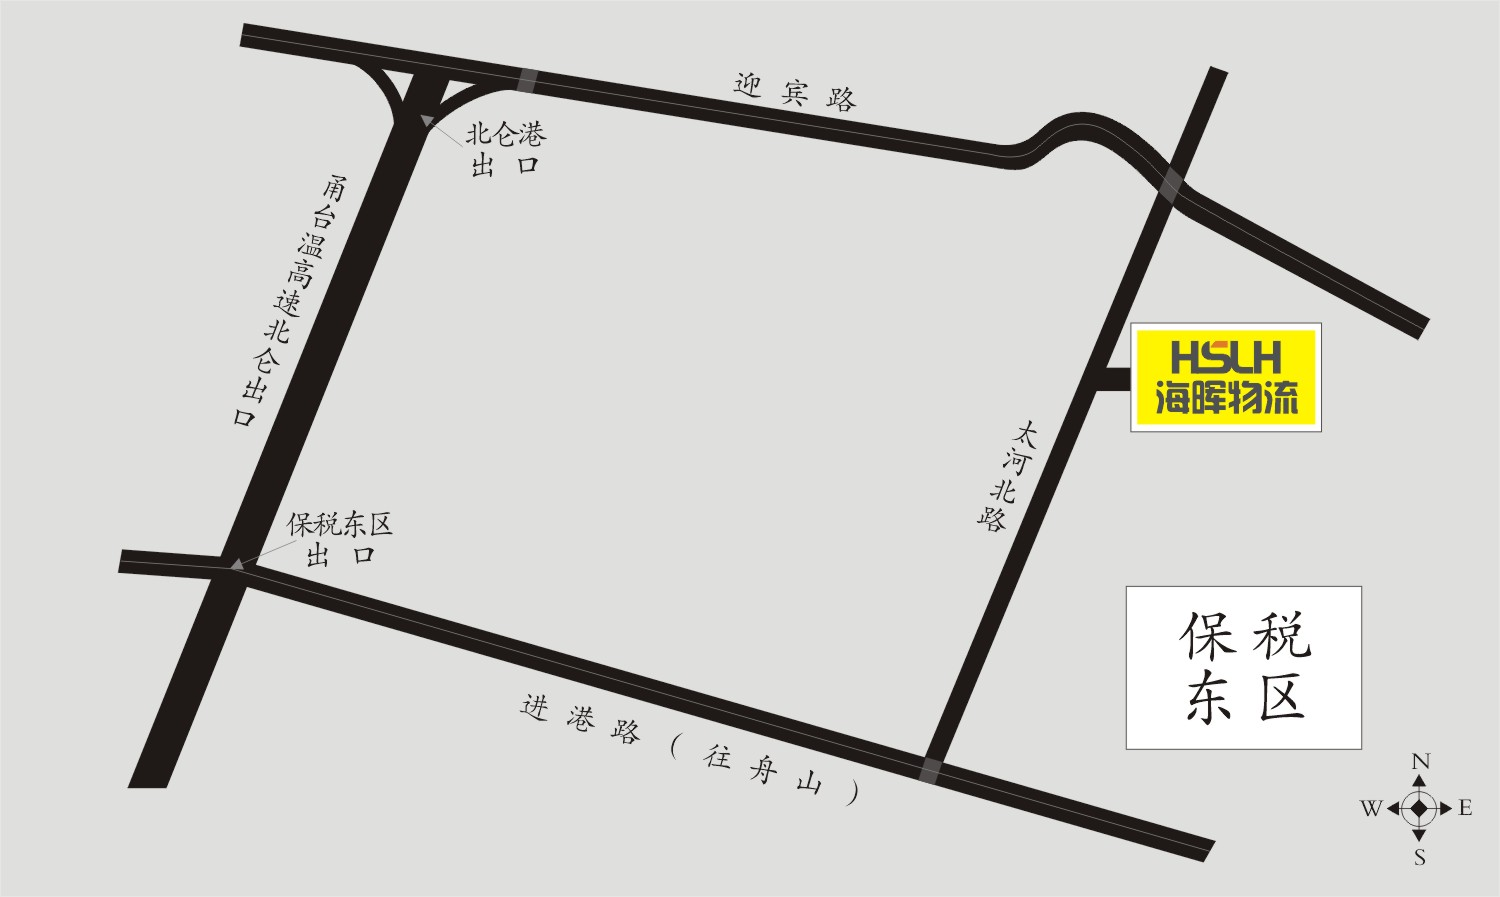 迎宾路
北仑港
出口
甬台温高速北仑出口
HSLH
海晖物流
太河北路
保税东区
出口
保税
东区
进港路(往舟山)
N
W E
S